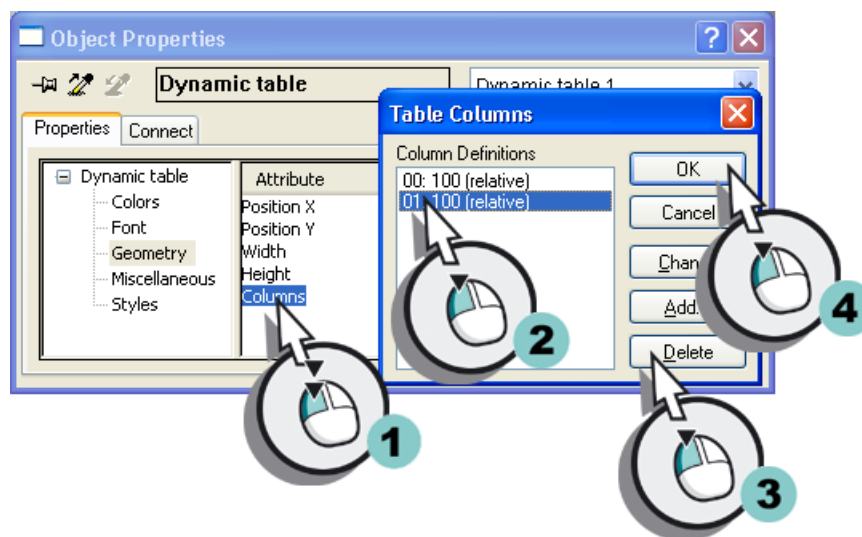 Object Properties
Dynamic table
Dynamic table 1
Properties
Connect
Dynamic table
Colors
Font
Geometry
Miscellaneous
Styles
Attribute
Position X
Position Y
Width
Height
Columns
Table Columns
Column Definitions
00: 100 (relative)
01: 100 (relative)
OK
Cancel
Chan
Add.
Delete
1
2
3
4